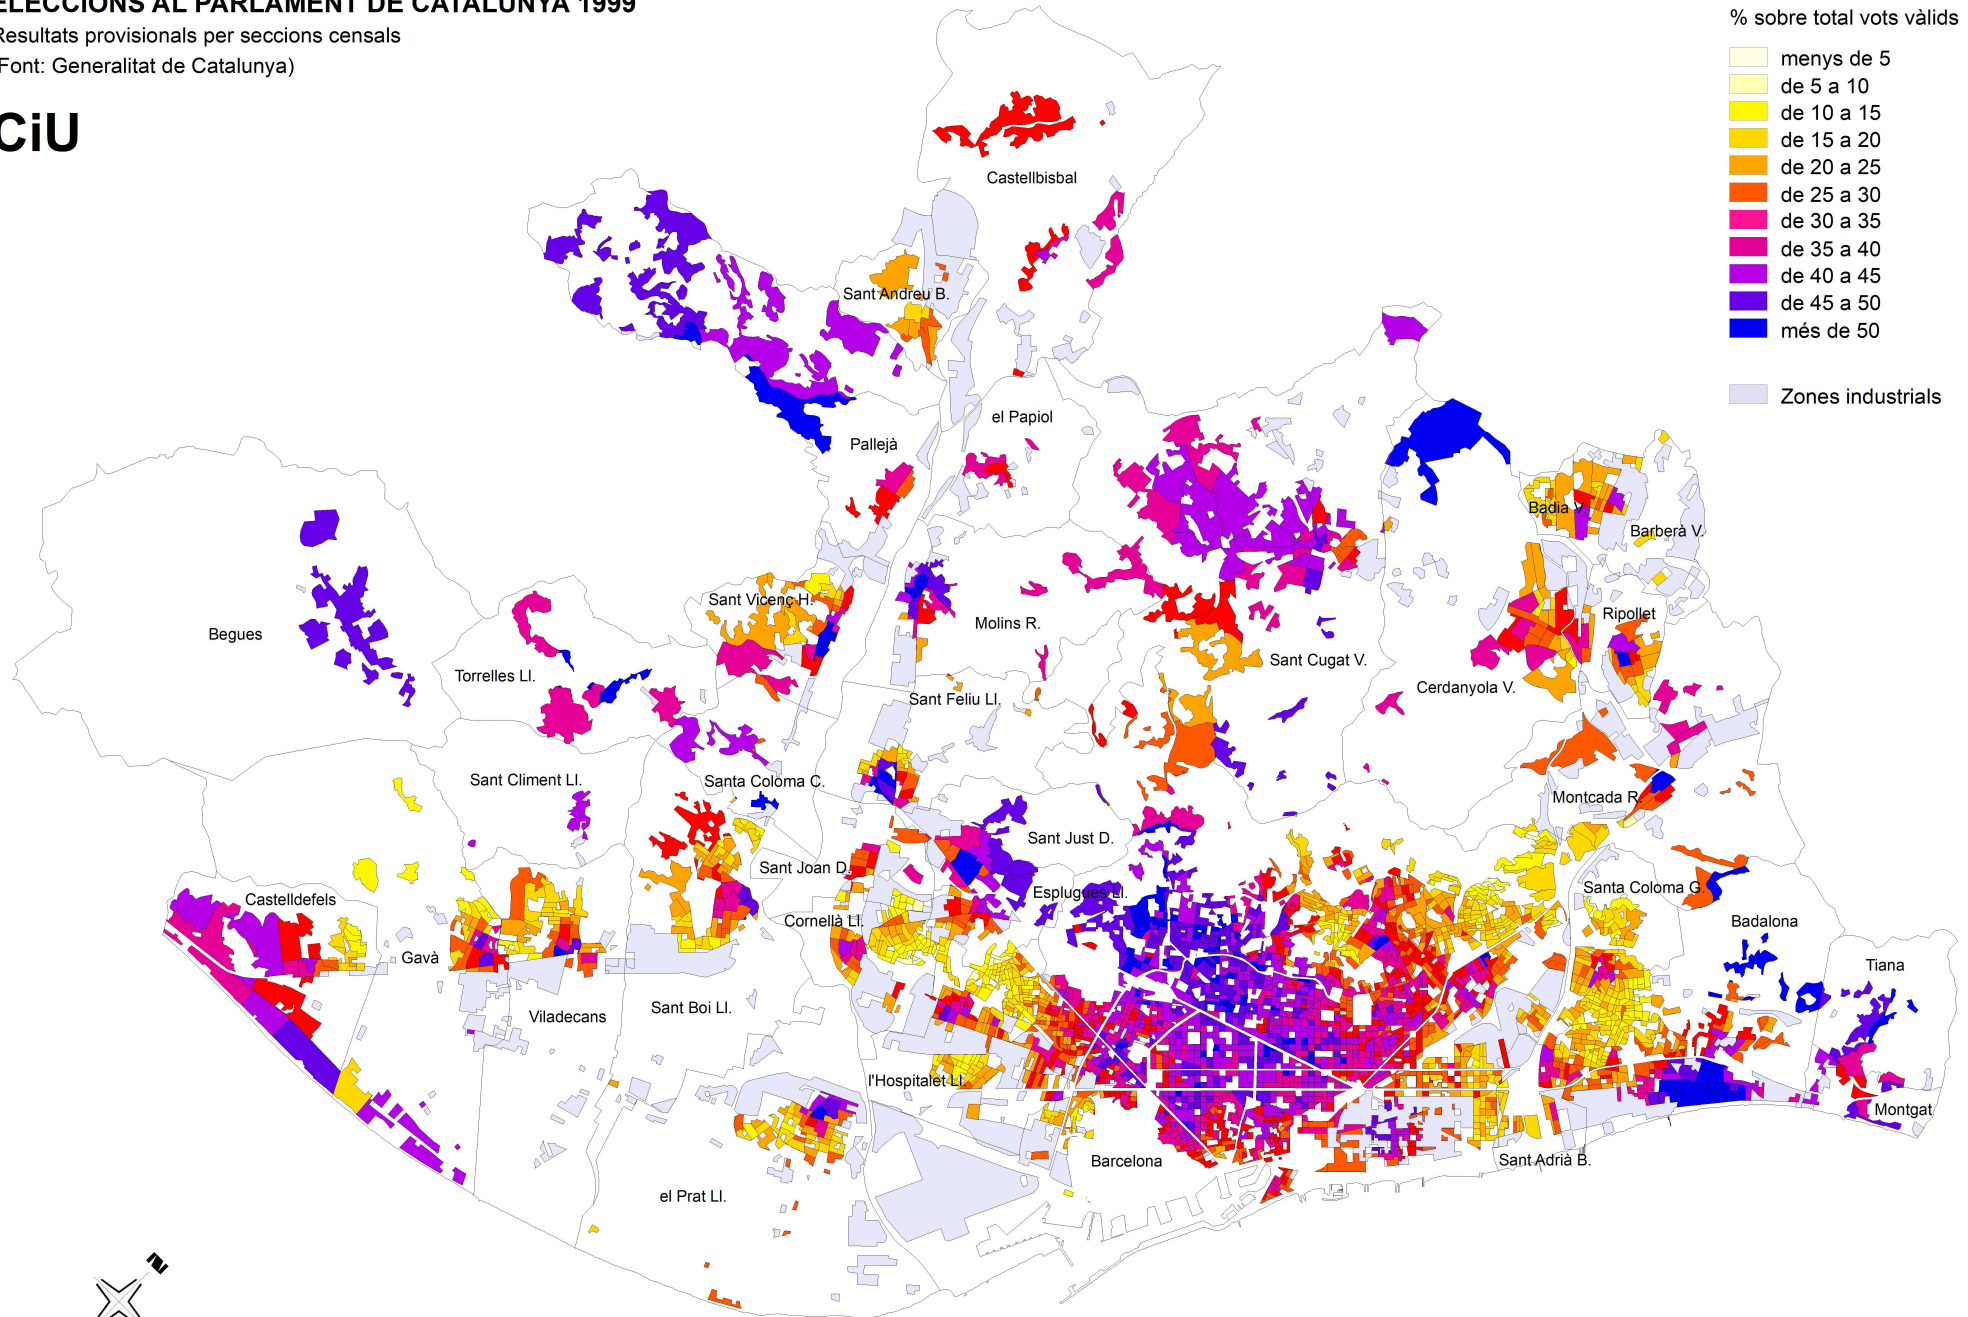 ELECCIONS AL PARLAMENT DE CATALUNYA 1999
Resultats provisionals per seccions censals
(Font: Generalitat de Catalunya)
CiU
% sobre total vots vàlids
menys de 5
de 5 a 10
de 10 a 15
de 15 a 20
de 20 a 25
de 25 a 30
de 30 a 35
de 35 a 40
de 40 a 45
de 45 a 50
més de 50
Zones industrials
Castellbisbal
Sant Andreu B.
el Papiol
Pallejà
Badia V.
Barberà V.
Sant Vicenç H.
Ripollet
Molins R.
Begues
Sant Cugat V.
Torrelles Ll.
Cerdanyola V.
Sant Feliu Ll.
Sant Climent Ll.
Santa Coloma C.
Montcada R.
Sant Just D.
Sant Joan D.
Santa Coloma G.
Esplugues Ll.
Castelldefels
Cornellà Ll.
Badalona
Gavà
Tiana
Sant Boi Ll.
Viladecans
l'Hospitalet Ll.
Montgat
Barcelona
Sant Adrià B.
el Prat Ll.
N